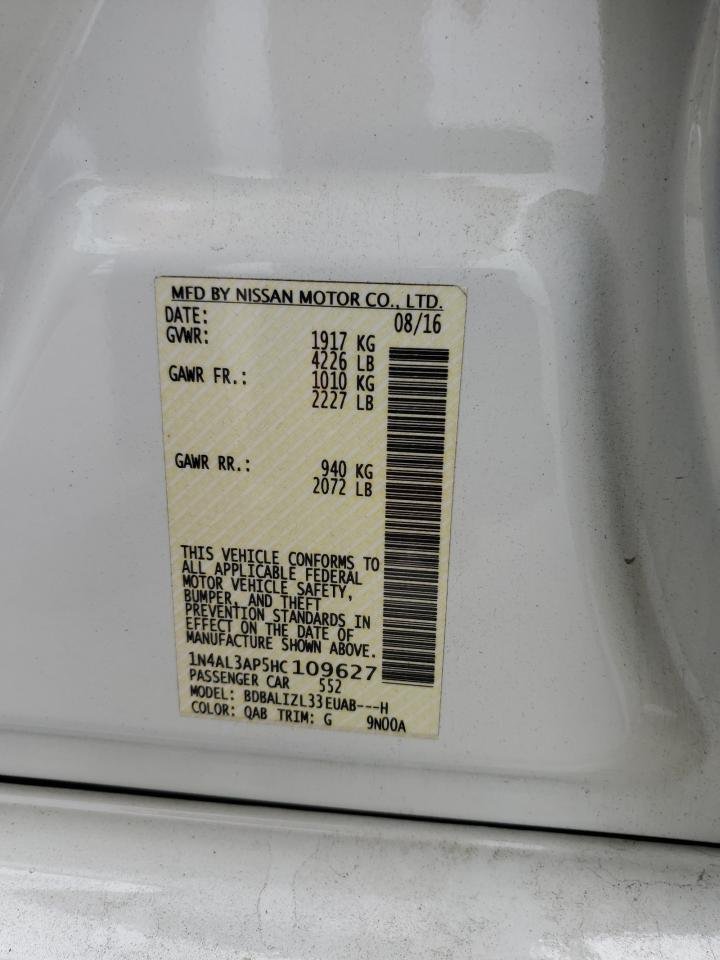 MFD BY NISSAN MOTOR CO., LTD.
DATE: 08/16
GVWR: 1917 KG
4226 LB
GAWR FR.: 1010 KG
2227 LB
GAWR RR.: 940 KG
2072 LB
THIS VEHICLE CONFORMS TO
ALL APPLICABLE FEDERAL
MOTOR VEHICLE SAFETY,
BUMPER, AND THEFT
PREVENTION STANDARDS IN
EFFECT ON THE DATE OF
MANUFACTURE SHOWN ABOVE.
1N4AL3AP5HC109627
PASSENGER CAR 552
MODEL: BDBALIZL33EUAB---H
COLOR: QAB TRIM: G 9N00A